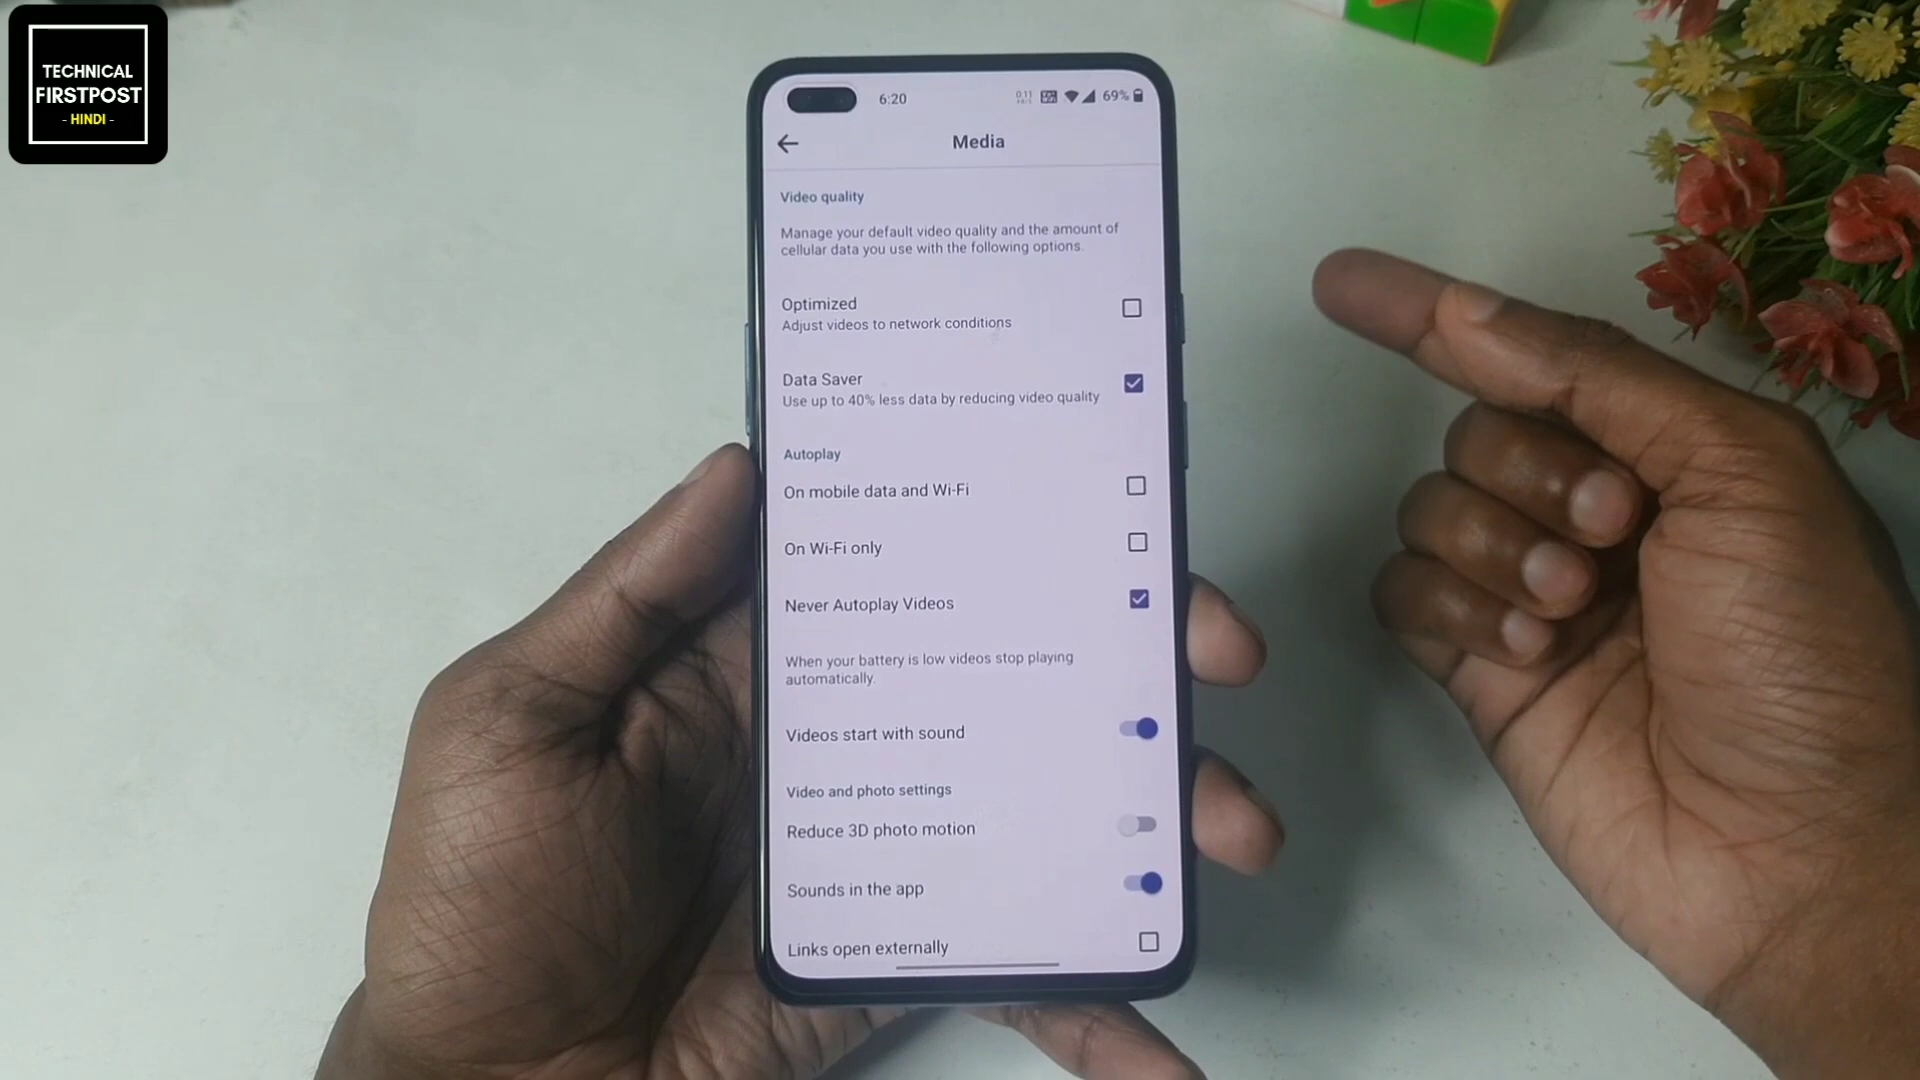 TECHNICAL
FIRSTPOST
- HINDI -
6:20
69%
Media
Video quality
Manage your default video quality and the amount of
cellular data you use with the following options.
Optimized
Adjust videos to network conditions
Data Saver
Use up to 40% less data by reducing video quality
Autoplay
On mobile data and Wi-Fi
On Wi-Fi only
Never Autoplay Videos
When your battery is low videos stop playing
automatically.
Videos start with sound
Video and photo settings
Reduce 3D photo motion
Sounds in the app
Links open externally